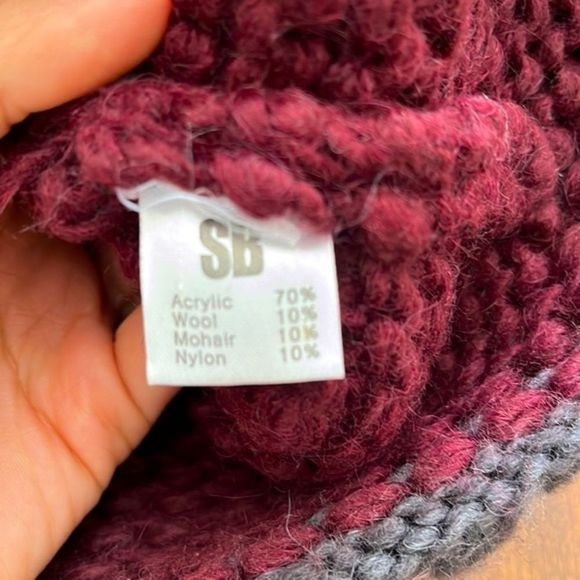 SB
Acrylic 70%
Wool 10%
Mohair 10%
Nylon 10%